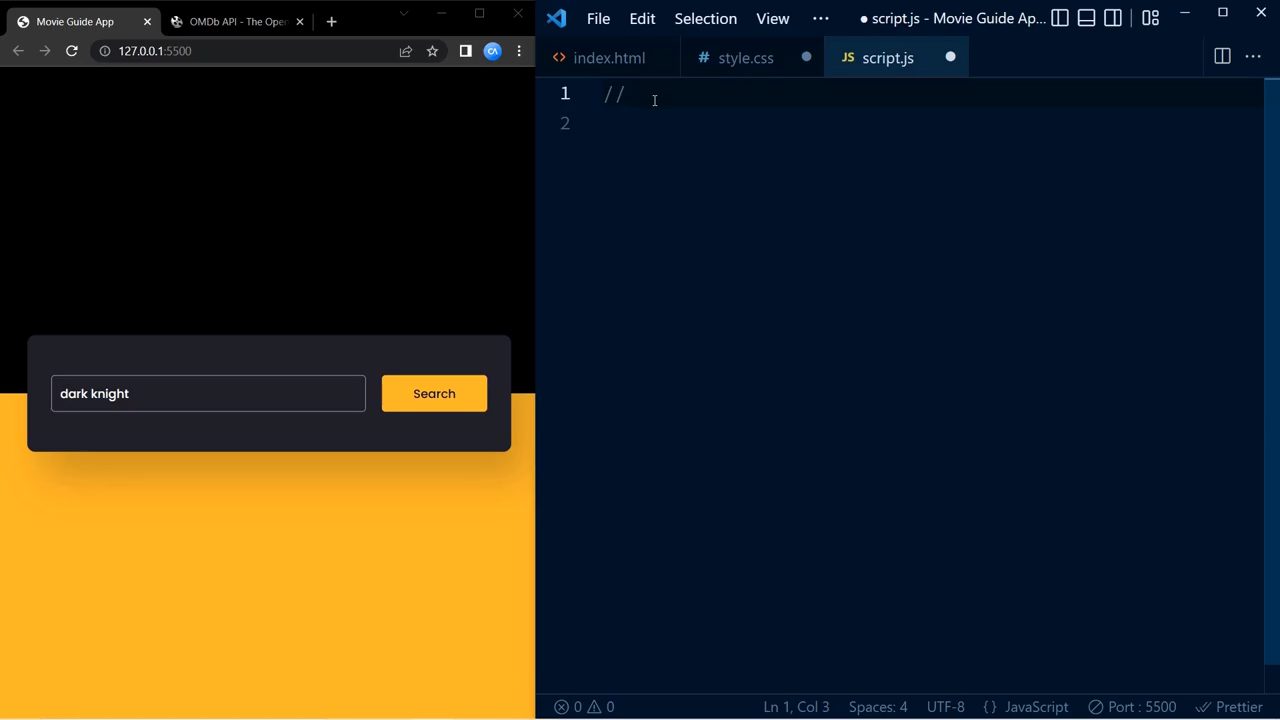 Movie Guide App
OMDb API - The Open
127.0.0.1:5500
dark knight
Search
File Edit Selection View ··· ● script.js - Movie Guide Ap...
index.html
# style.css
JS script.js
1 //
2
0 0
Ln 1, Col 3
Spaces: 4
UTF-8
{ } JavaScript
Port : 5500
Prettier